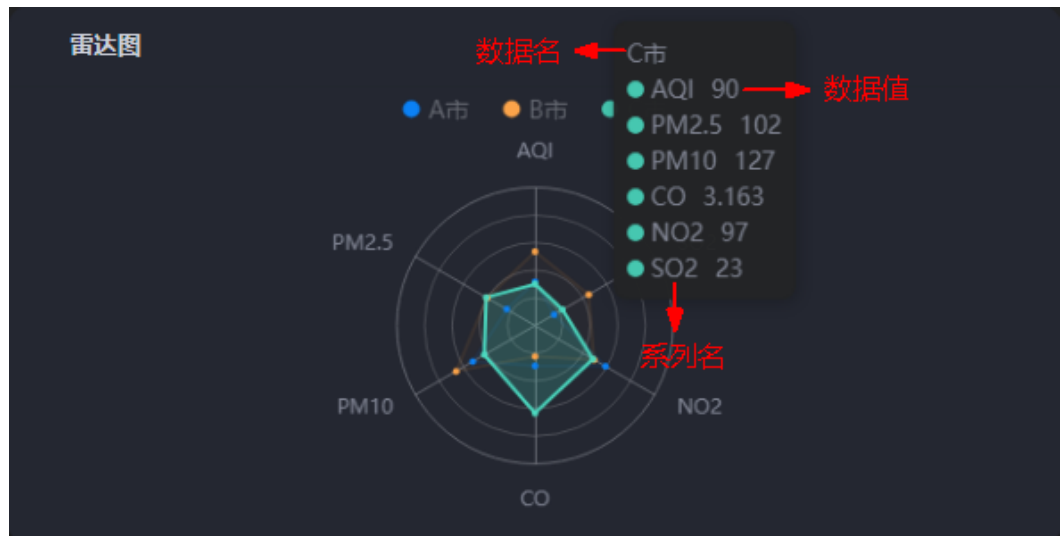 雷达图
数据名
C市
AQI 90
数据值
A市
B市
PM2.5 102
AQI
PM10 127
CO 3.163
PM2.5
NO2 97
SO2 23
系列名
PM10
NO2
CO